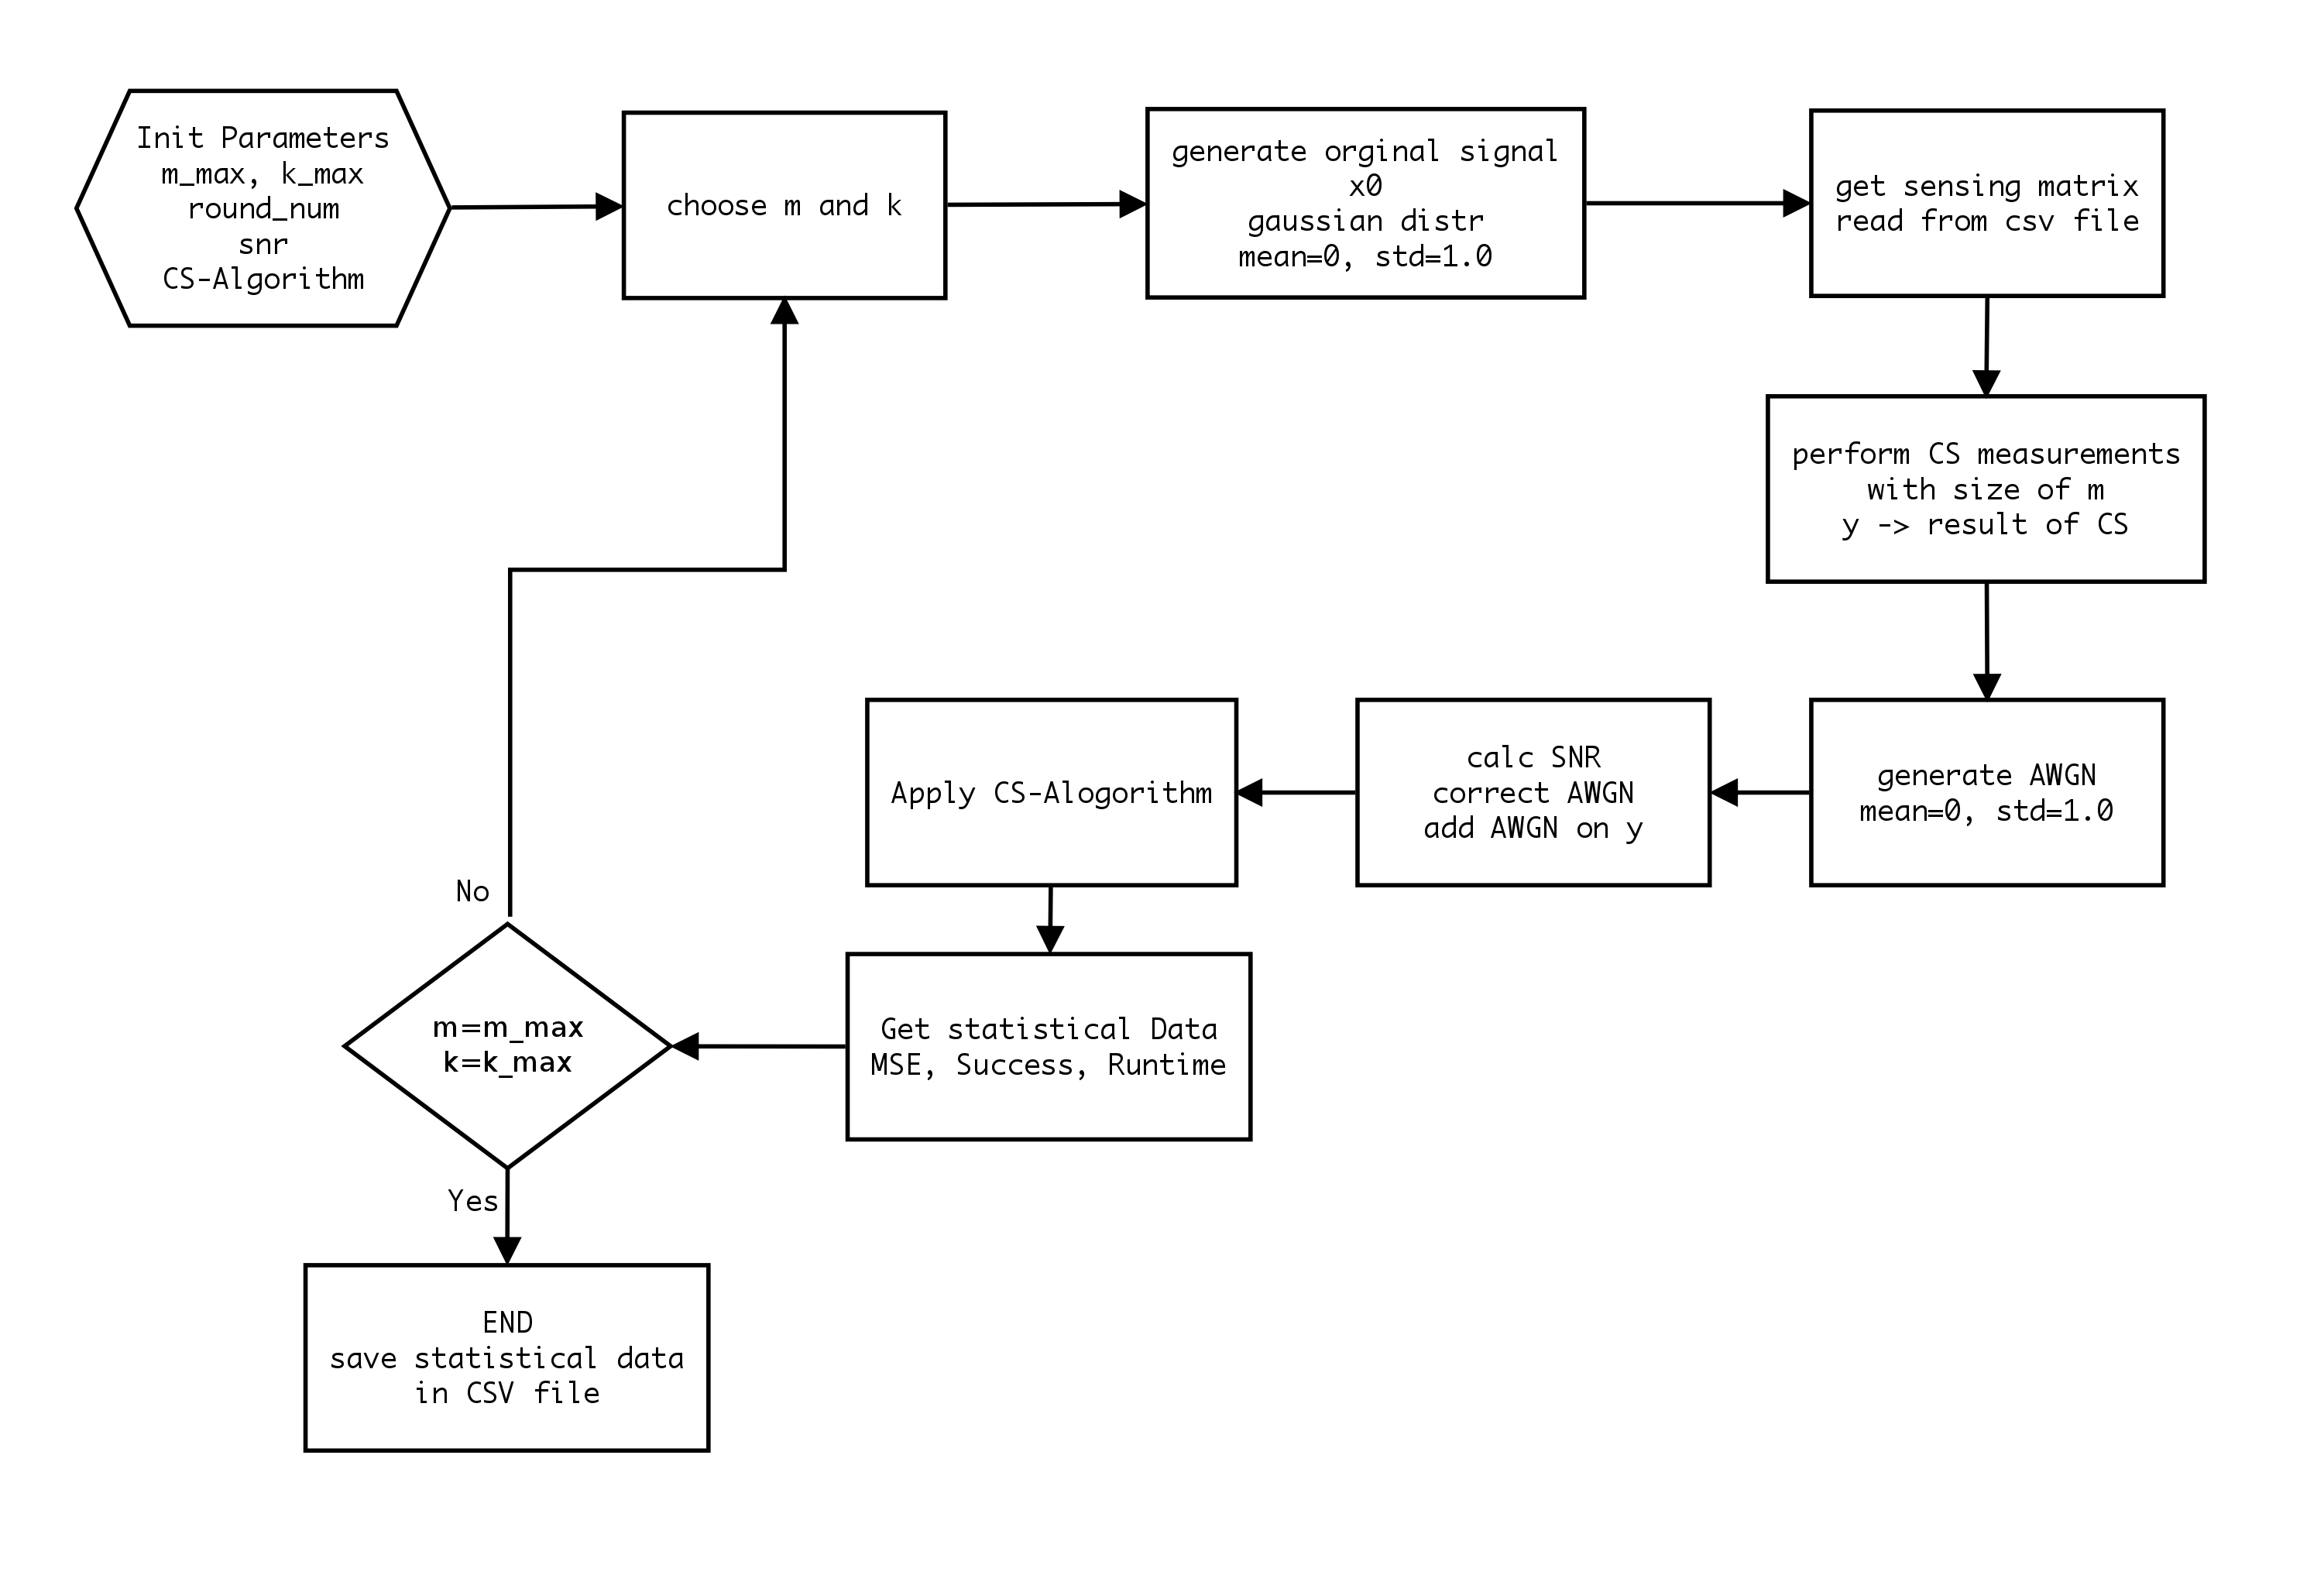 Init Parameters
m_max, k_max
round_num
snr
CS-Algorithm
choose m and k
generate orginal signal
x0
gaussian distr
mean=0, std=1.0
get sensing matrix
read from csv file
perform CS measurements
with size of m
y -> result of CS
generate AWGN
mean=0, std=1.0
calc SNR
correct AWGN
add AWGN on y
Apply CS-Alogorithm
Get statistical Data
MSE, Success, Runtime
m=m_max
k=k_max
No
Yes
END
save statistical data
in CSV file